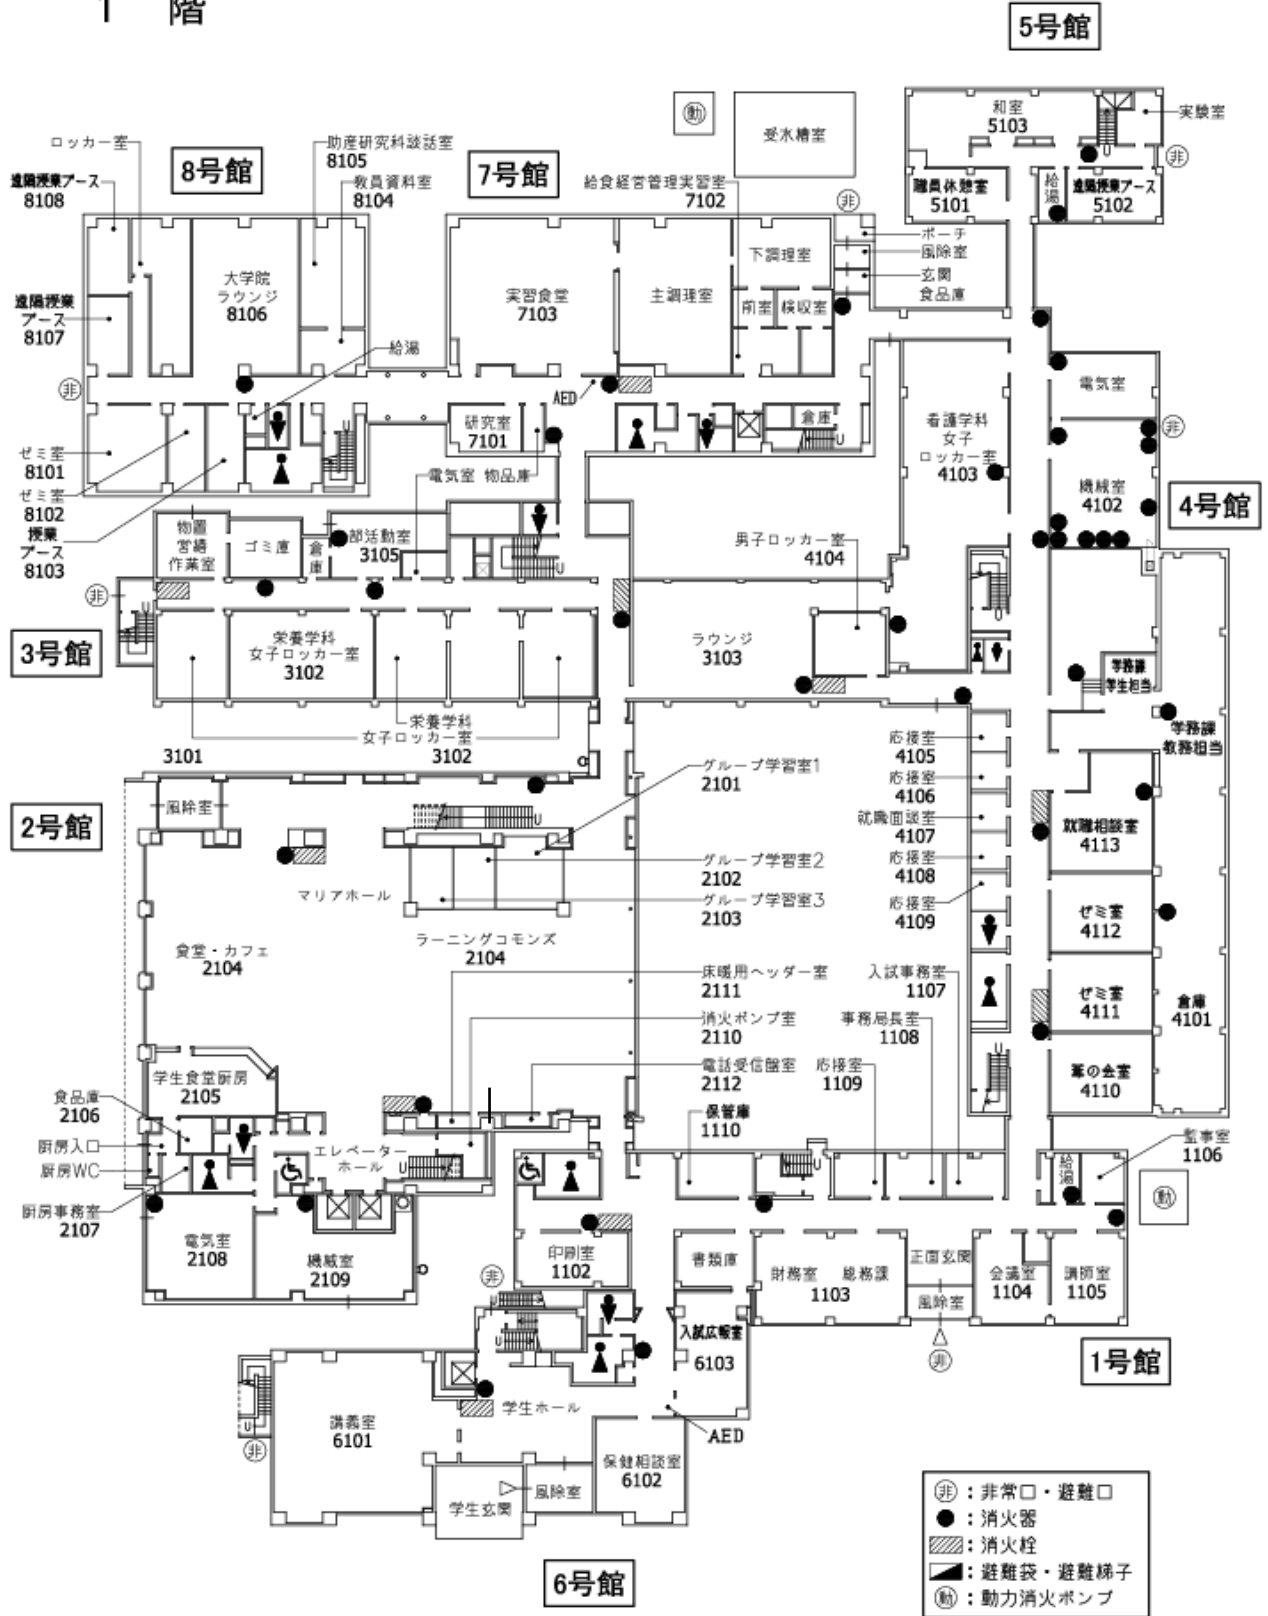 1 階
5号館
和室
5103
実験室
非
職員休憩室
5101
給
湯
遠隔授業ブース
5102
動
受水槽室
ロッカー室
遠隔授業ブース
8108
8号館
助産研究科談話室
8105
教員資料室
8104
7号館
給食経営管理実習室
7102
非
ポーチ
風除室
玄関
食品庫
大学院
ラウンジ
8106
遠隔授業
ブース
8107
給湯
実習食堂
7103
主調理室
下調理室
前室
検収室
AED
非
ゼミ室
8101
ゼミ室
8102
授業
ブース
8103
研究室
7101
電気室
物品庫
倉庫
U
U
看護学科
女子
ロッカー室
4103
電気室
非
機械室
4102
4号館
物置
営繕
作業室
ゴミ庫
倉
庫
部活動室
3105
U
男子ロッカー室
4104
非
U
3号館
栄養学科
女子ロッカー室
3102
ラウンジ
3103
U
学務課
学生担当
学務課
教務担当
栄養学科
女子ロッカー室
3101
3102
応接室
4105
応接室
4106
就職面談室
4107
応接室
4108
応接室
4109
就職相談室
4113
ゼミ室
4112
ゼミ室
4111
葦の会室
4110
倉庫
4101
2号館
風除室
U
グループ学習室1
2101
グループ学習室2
2102
グループ学習室3
2103
マリアホール
食堂・カフェ
2104
ラーニングコモンズ
2104
床暖用ヘッダー室
2111
消火ポンプ室
2110
電話受信盤室
2112
入試事務室
1107
事務局長室
1108
応接室
1109
保管庫
1110
U
学生食堂厨房
2105
食品庫
2106
厨房入口
厨房WC
厨房事務室
2107
エレベーター
ホール
U
電気室
2108
機械室
2109
U
給
湯
監事室
1106
動
印刷室
1102
書類庫
財務室 総務課
1103
正面玄関
風除室
非
会議室
1104
講師室
1105
1号館
非
U
U
入試広報室
6103
AED
講義室
6101
U
非
学生ホール
保健相談室
6102
風除室
学生玄関
6号館
非：非常口・避難口
：消火器
：消火栓
：避難袋・避難梯子
動：動力消火ポンプ